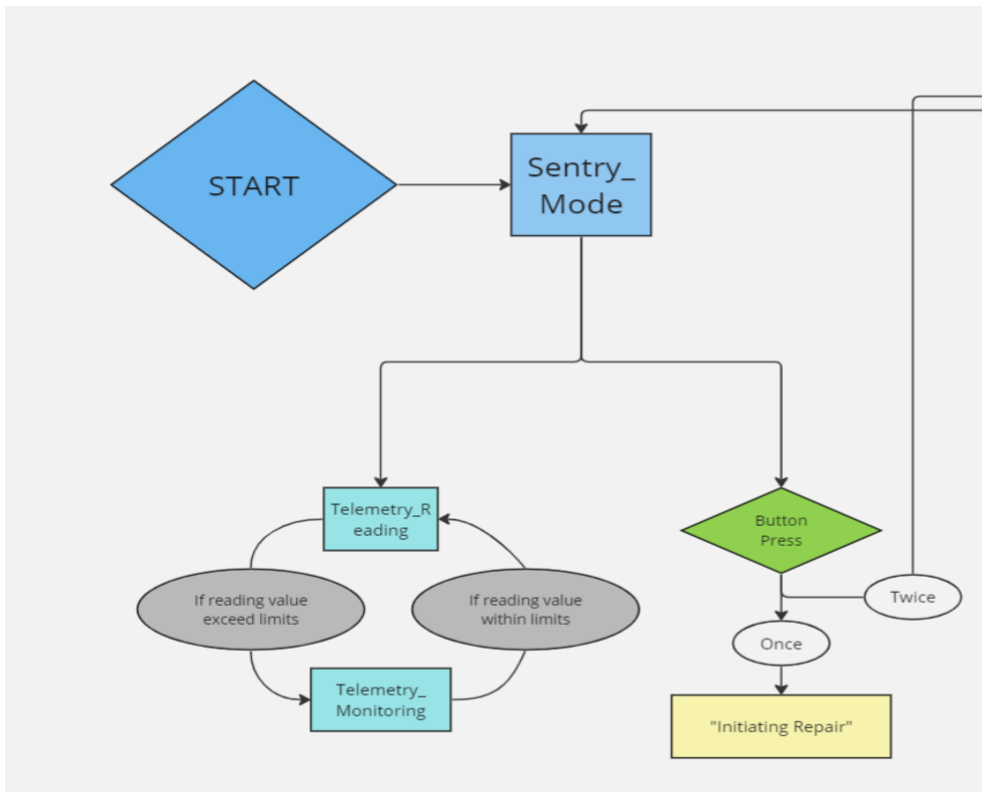 START
Sentry_
Mode
Telemetry_R
eading
Button
Press
If reading value
exceed limits
If reading value
within limits
Twice
Once
Telemetry_
Monitoring
"Initiating Repair"